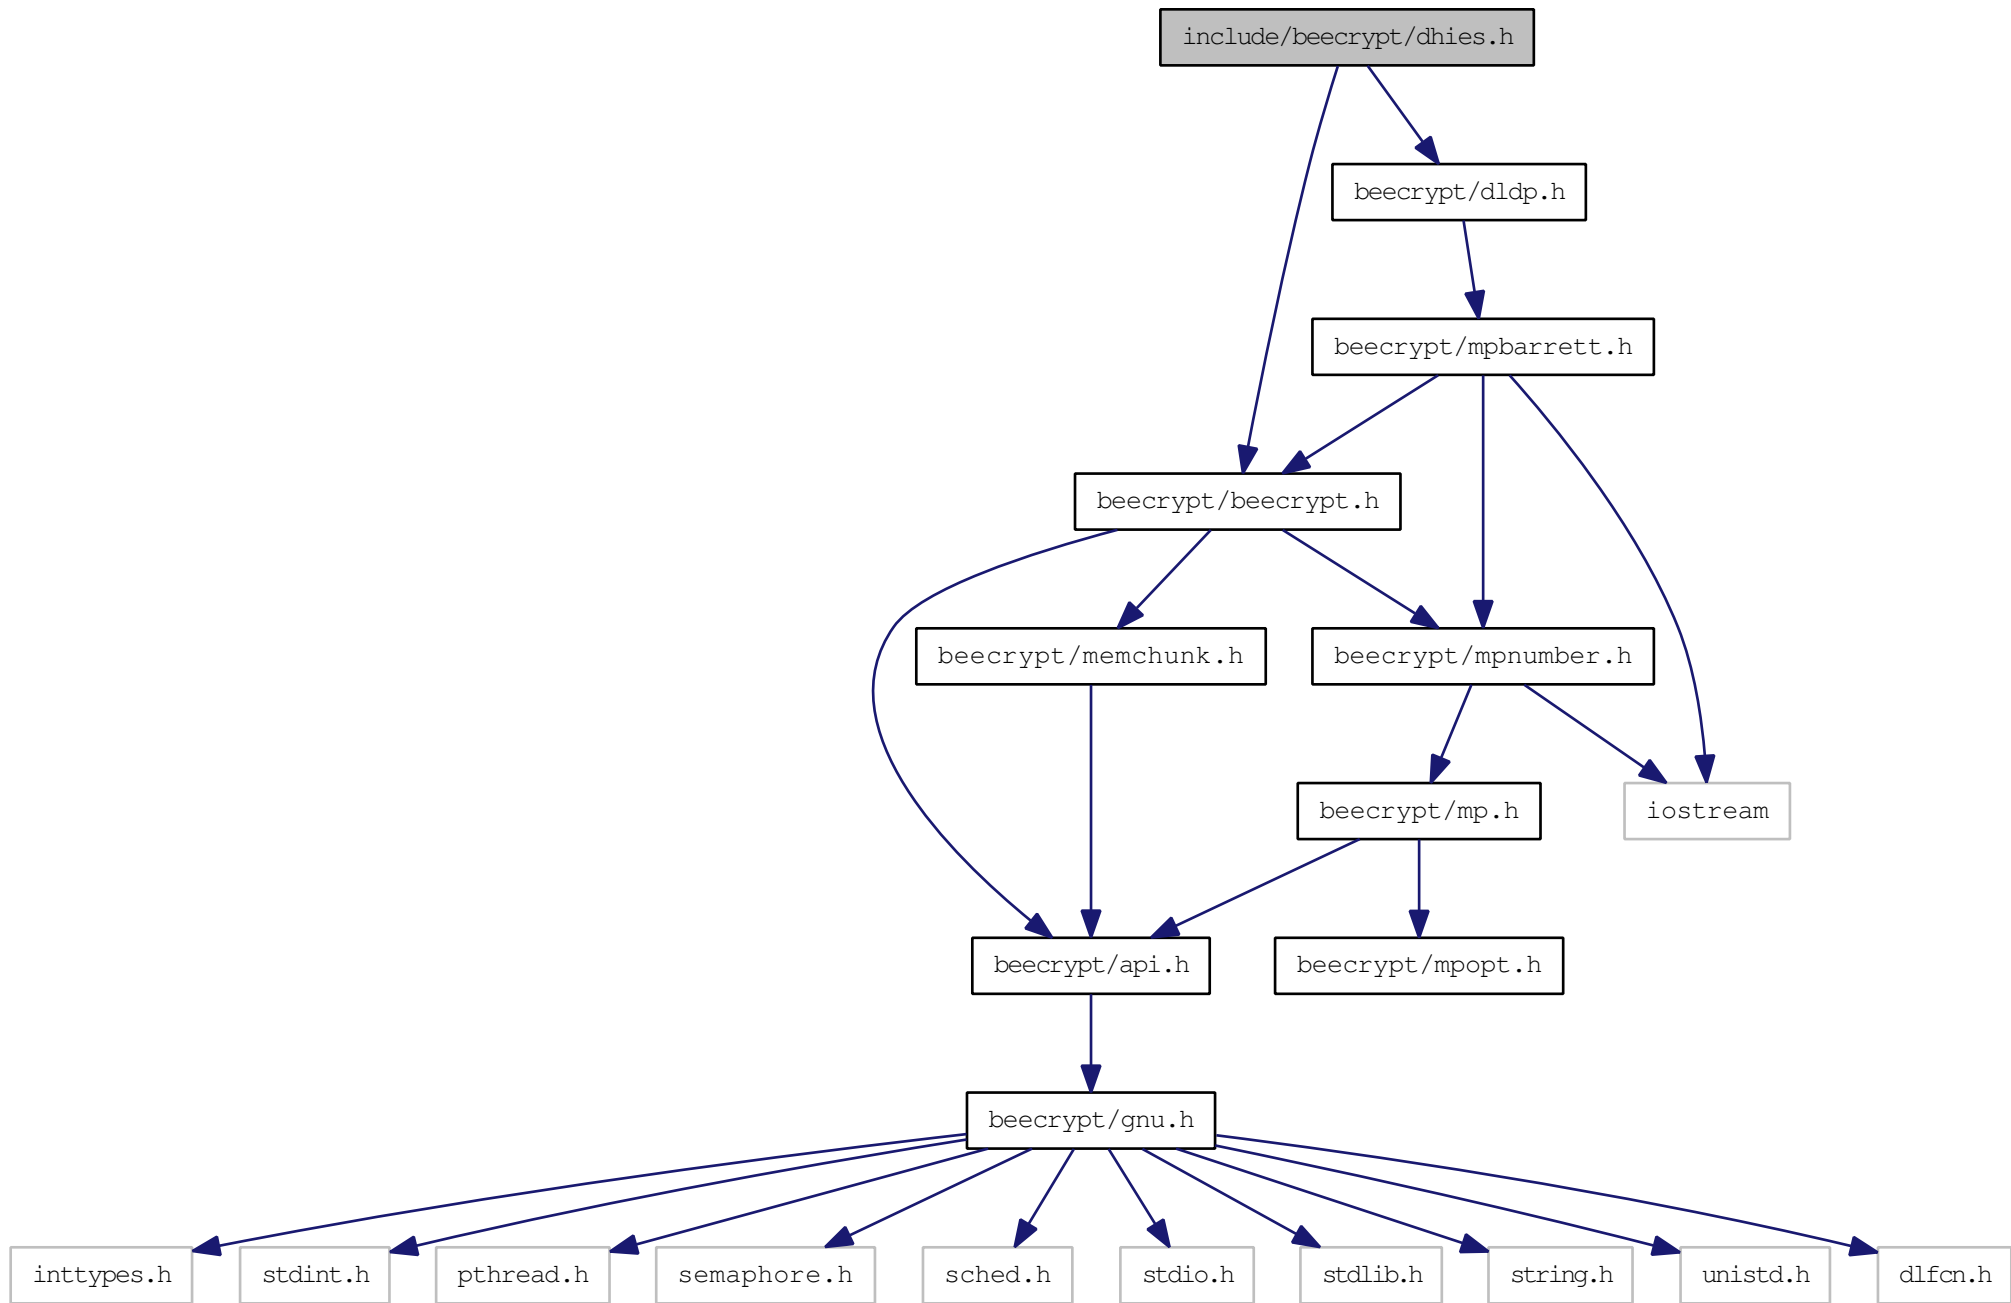 include/beecrypt/dhies.h
beecrypt/dldp.h
beecrypt/mpbarrett.h
beecrypt/beecrypt.h
beecrypt/memchunk.h
beecrypt/mpnumber.h
beecrypt/mp.h
iostream
beecrypt/api.h
beecrypt/mpopt.h
beecrypt/gnu.h
inttypes.h
stdint.h
pthread.h
semaphore.h
sched.h
stdio.h
stdlib.h
string.h
unistd.h
dlfcn.h